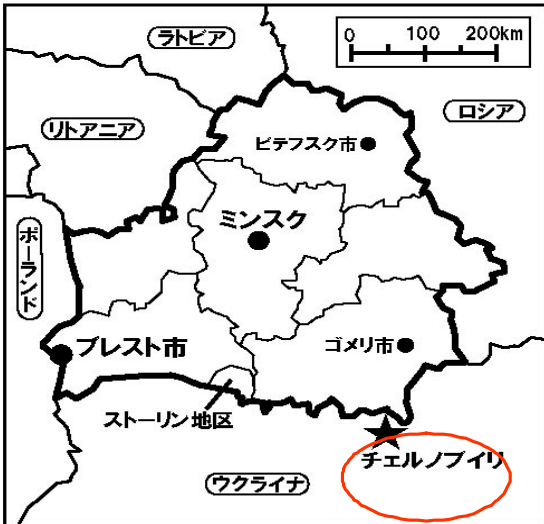 ラトビア
0 100 200km
ロシア
リトアニア
ビテフスク市
ミンスク
ポーランド
ブレスト市
ゴメリ市
ストーリン地区
チェルノブイリ
ウクライナ